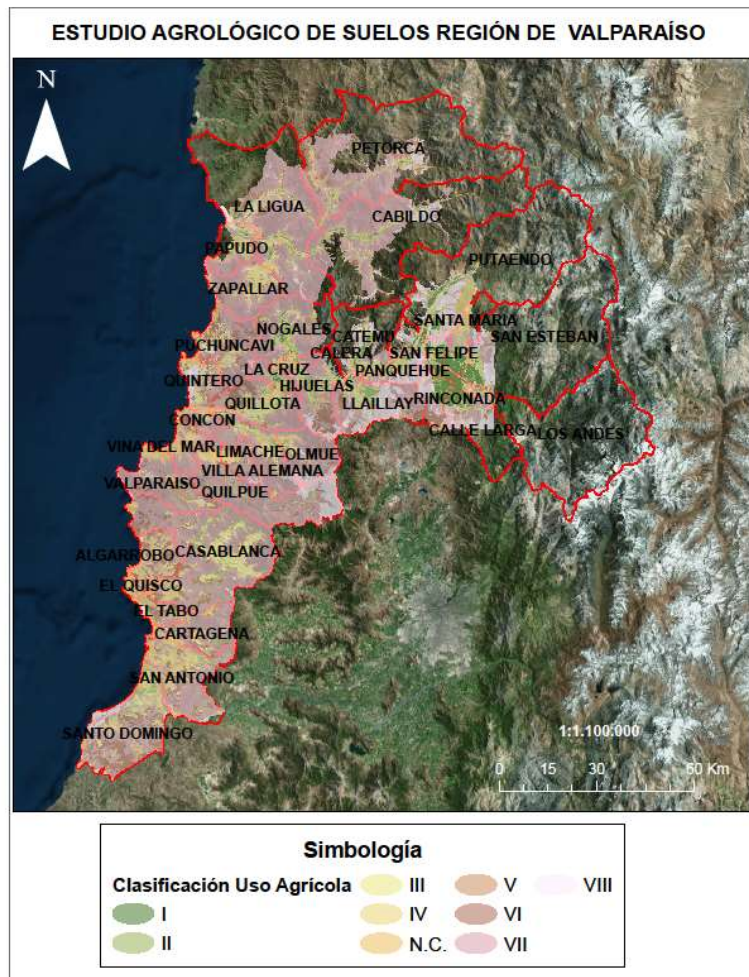 ESTUDIO AGROLÓGICO DE SUELOS REGIÓN DE VALPARAÍSO
N
PETORCA
LA LIGUA
CABILDO
PAPUDO
PUTAENDO
ZAPALLAR
SANTA MARIA
NOGALES
CATEMU
SAN ESTEBAN
PUCHUNCAVI
CALERA
SAN FELIPE
LA CRUZ
PANQUEHUE
QUINTERO
HIJUELAS
QUILLOTA
LLAILLAY
RINCONADA
CONCON
CALLE LARGA
LOS ANDES
VINA DEL MAR
LIMACHE
OLMUE
VILLA ALEMANA
VALPARAISO
QUILPUE
ALGARROBO
CASABLANCA
EL QUISCO
EL TABO
CARTAGENA
SAN ANTONIO
SANTO DOMINGO
1:1.100.000
0 15 30 60 Km
Simbología
Clasificación Uso Agrícola
I
II
III
IV
N.C.
V
VI
VII
VIII